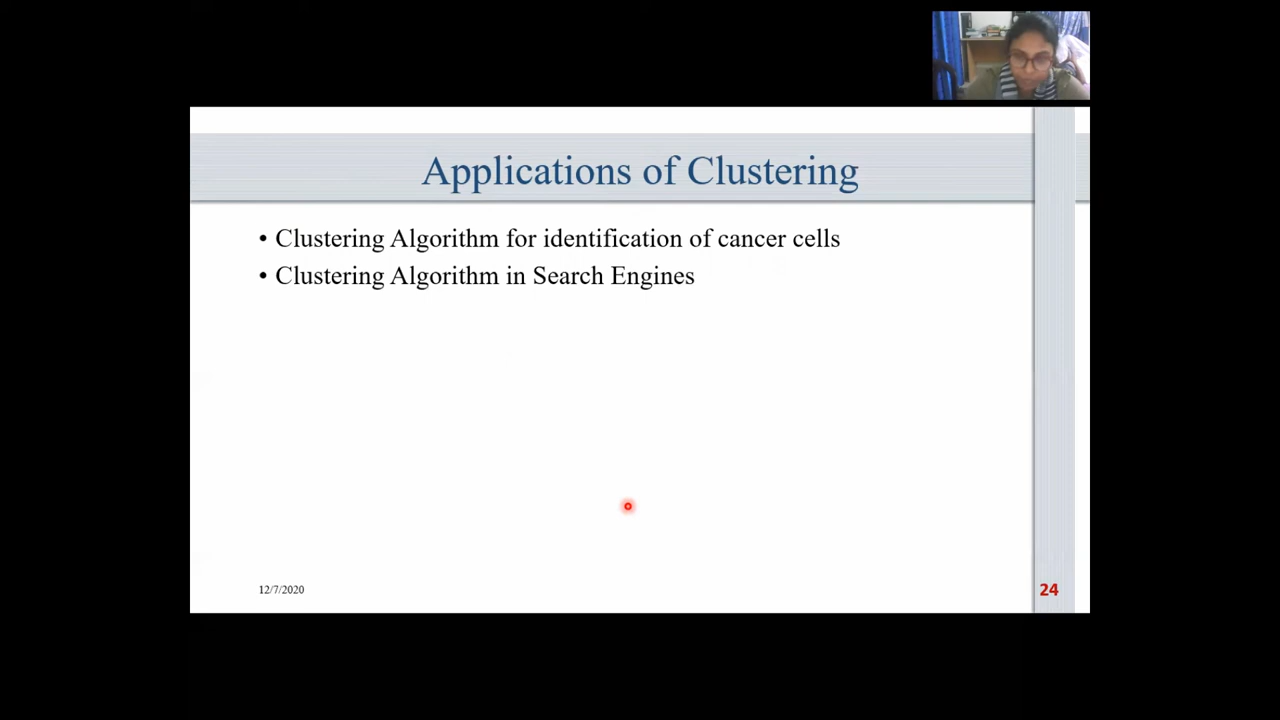 Applications of Clustering
• Clustering Algorithm for identification of cancer cells
• Clustering Algorithm in Search Engines
12/7/2020
24